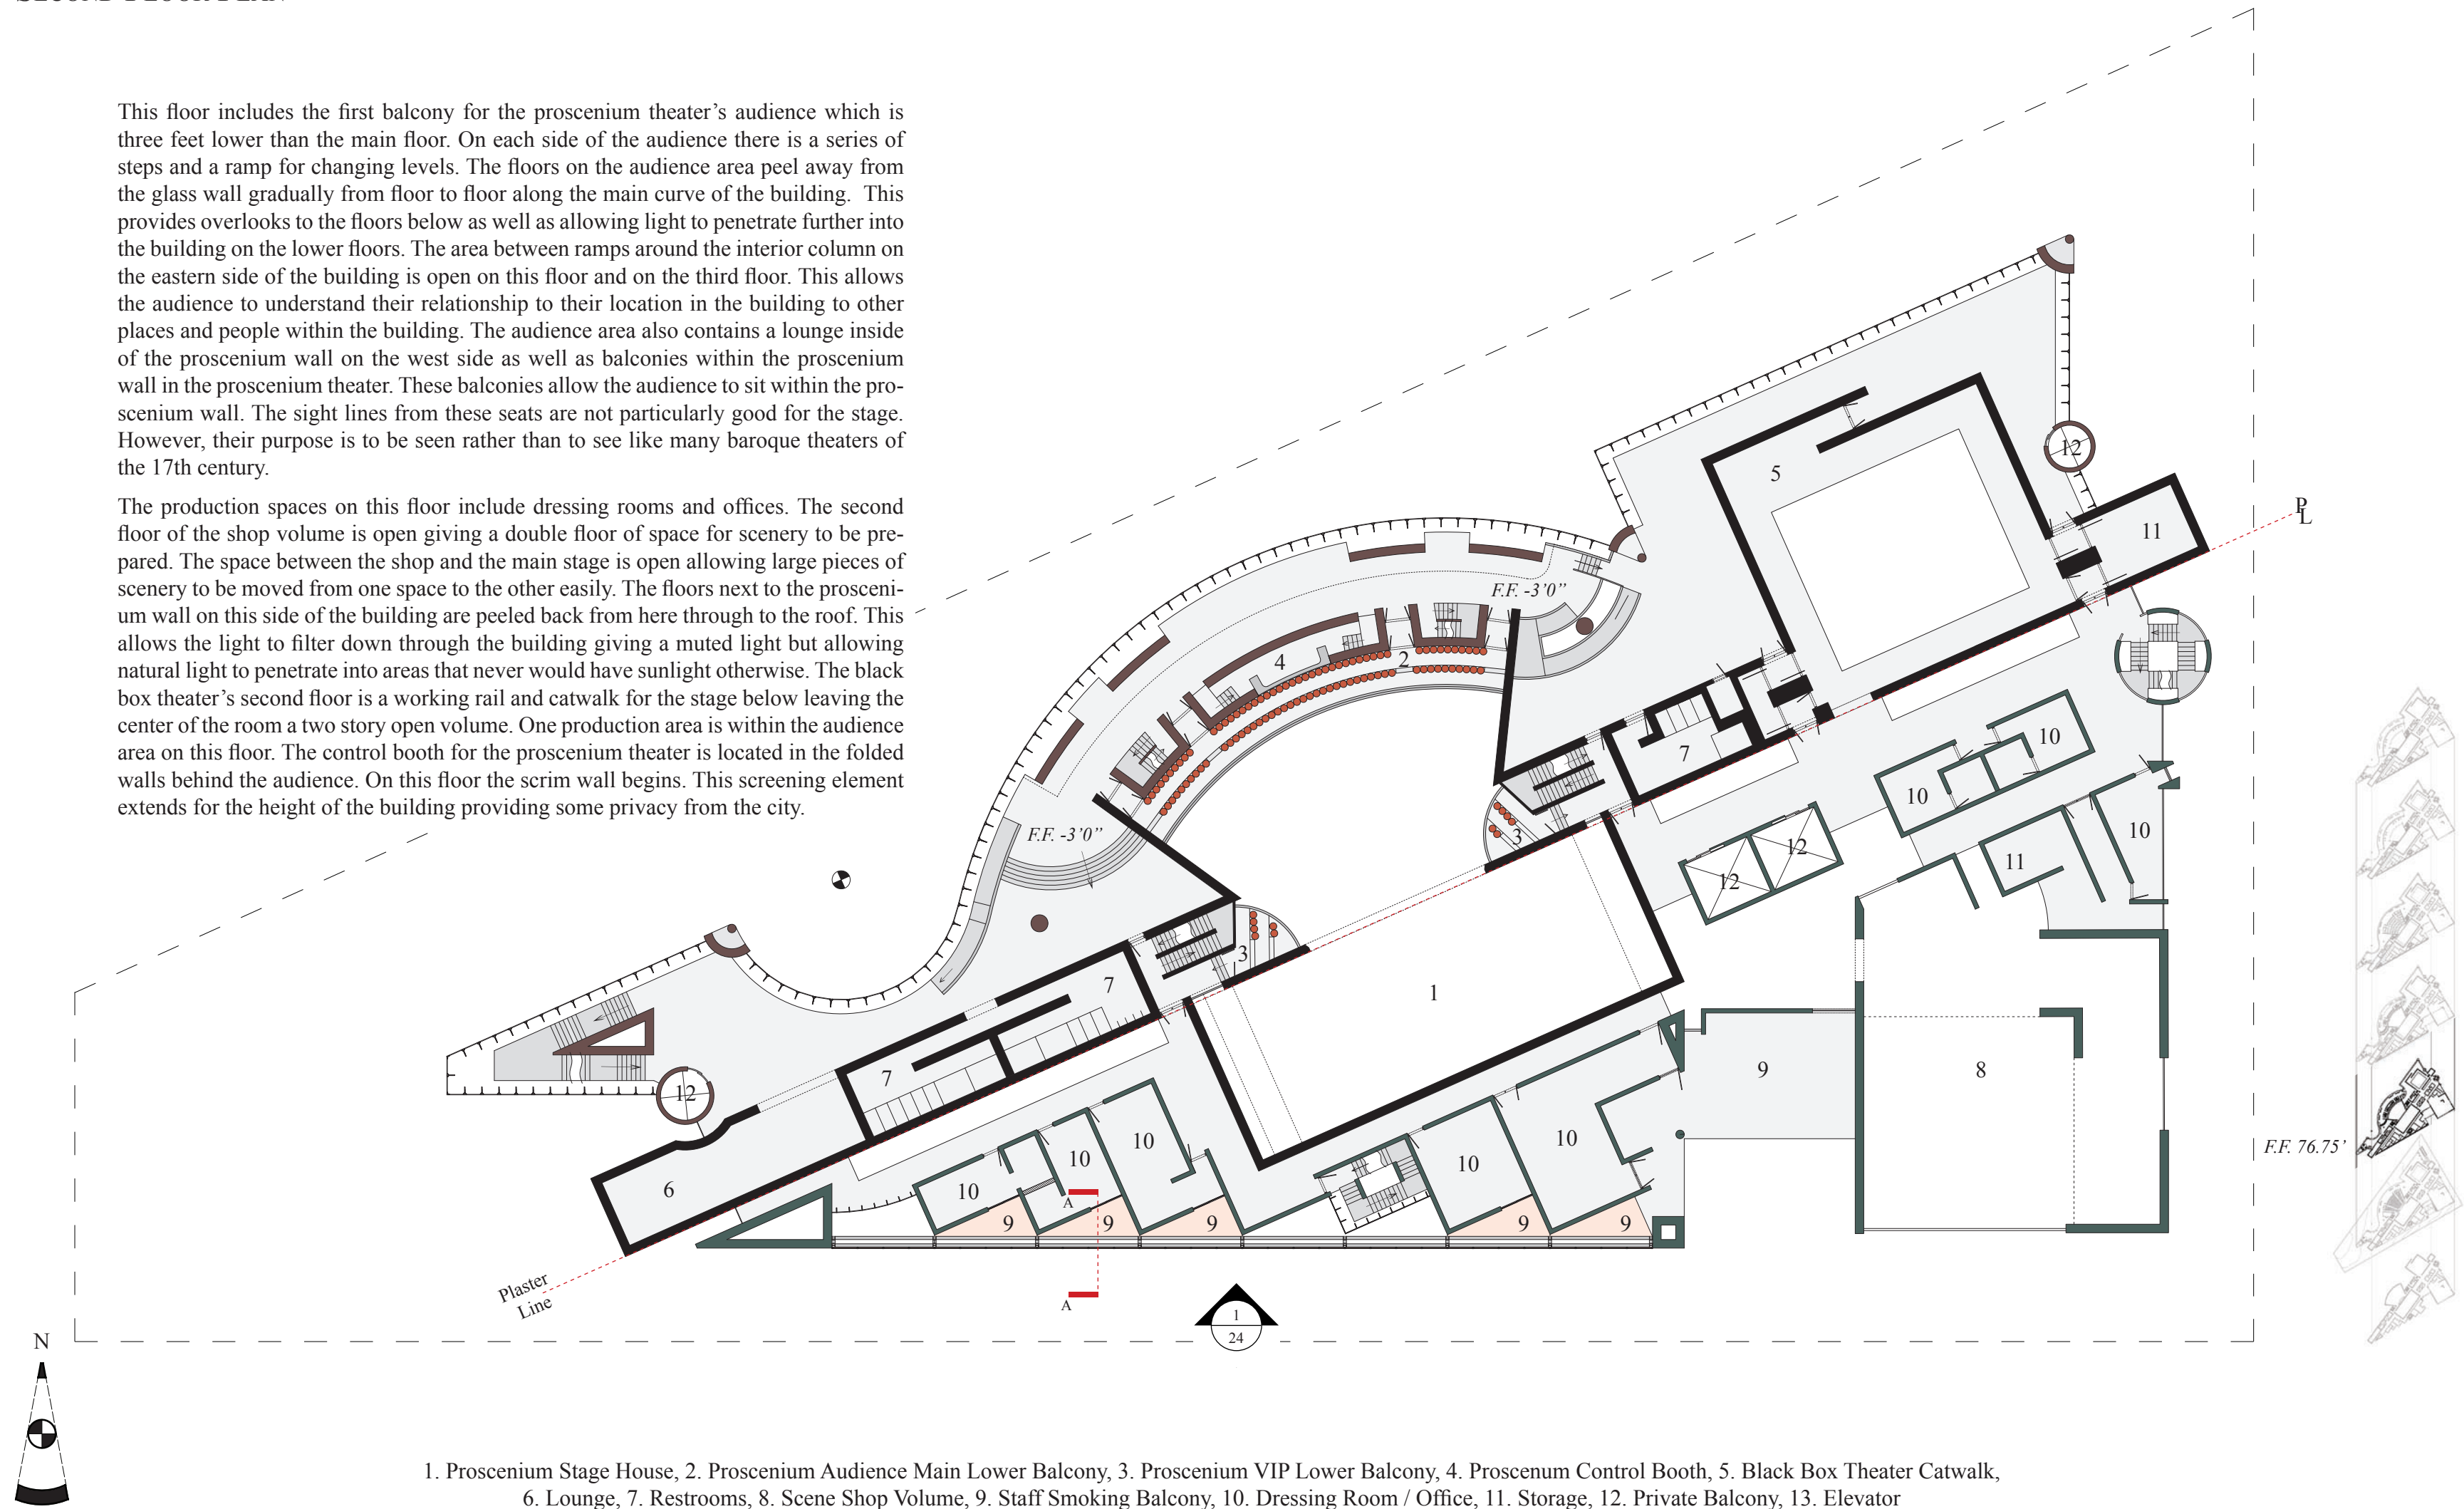 This floor includes the first balcony for the proscenium theater’s audience which is
three feet lower than the main floor. On each side of the audience there is a series of
steps and a ramp for changing levels. The floors on the audience area peel away from
the glass wall gradually from floor to floor along the main curve of the building. This
provides overlooks to the floors below as well as allowing light to penetrate further into
the building on the lower floors. The area between ramps around the interior column on
the eastern side of the building is open on this floor and on the third floor. This allows
the audience to understand their relationship to their location in the building to other
places and people within the building. The audience area also contains a lounge inside
of the proscenium wall on the west side as well as balconies within the proscenium
wall in the proscenium theater. These balconies allow the audience to sit within the pro-
scenium wall. The sight lines from these seats are not particularly good for the stage.
However, their purpose is to be seen rather than to see like many baroque theaters of
the 17th century.
The production spaces on this floor include dressing rooms and offices. The second
floor of the shop volume is open giving a double floor of space for scenery to be pre-
pared. The space between the shop and the main stage is open allowing large pieces of
scenery to be moved from one space to the other easily. The floors next to the prosceni-
um wall on this side of the building are peeled back from here through to the roof. This
allows the light to filter down through the building giving a muted light but allowing
natural light to penetrate into areas that never would have sunlight otherwise. The black
box theater’s second floor is a working rail and catwalk for the stage below leaving the
center of the room a two story open volume. One production area is within the audience
area on this floor. The control booth for the proscenium theater is located in the folded
walls behind the audience. On this floor the scrim wall begins. This screening element
extends for the height of the building providing some privacy from the city.
12
5
11
PL
F.F. -3’0”
4
2
7
10
10
10
3
12
12
11
F.F. -3’0”
3
7
1
7
12
9
8
6
10
10
10
10
10
9
9
9
9
9
A
A
F.F. 76.75’
Plaster
Line
1
24
N
1. Proscenium Stage House, 2. Proscenium Audience Main Lower Balcony, 3. Proscenium VIP Lower Balcony, 4. Proscenum Control Booth, 5. Black Box Theater Catwalk,
6. Lounge, 7. Restrooms, 8. Scene Shop Volume, 9. Staff Smoking Balcony, 10. Dressing Room / Office, 11. Storage, 12. Private Balcony, 13. Elevator